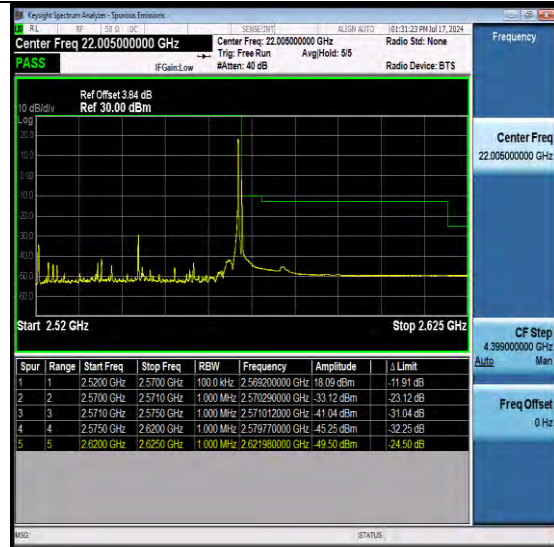 Keysight Spectrum Analyzer - Spurious Emissions
RL RF 50 Ω DC SENSE:INT ALIGN AUTO 01:31:23 PM Jul 17, 2024
Center Freq 22.005000000 GHz
Center Freq: 22.005000000 GHz
Radio Std: None
Trig: Free Run Avg|Hold: 5/5
PASS
IFGain:Low
#Atten: 40 dB
Radio Device: BTS
Ref Offset 3.84 dB
10 dB/div Ref 30.00 dBm
Log
20.0
10.0
0.00
-10.0
-20.0
-30.0
-40.0
-50.0
-60.0
Start 2.52 GHz Stop 2.625 GHz
Spur Range Start Freq Stop Freq RBW Frequency Amplitude Δ Limit
1 1 2.5200 GHz 2.5700 GHz 100.0 kHz 2.569200000 GHz 18.09 dBm -11.91 dB
2 2 2.5700 GHz 2.5710 GHz 1.000 MHz 2.570290000 GHz -33.12 dBm -23.12 dB
3 3 2.5710 GHz 2.5750 GHz 1.000 MHz 2.571012000 GHz -41.04 dBm -31.04 dB
4 4 2.5750 GHz 2.6200 GHz 1.000 MHz 2.579770000 GHz -45.25 dBm -32.25 dB
5 5 2.6200 GHz 2.6250 GHz 1.000 MHz 2.621980000 GHz -49.50 dBm -24.50 dB
MSG STATUS
Frequency
Center Freq
22.005000000 GHz
CF Step
4.399000000 GHz
Auto Man
Freq Offset
0 Hz